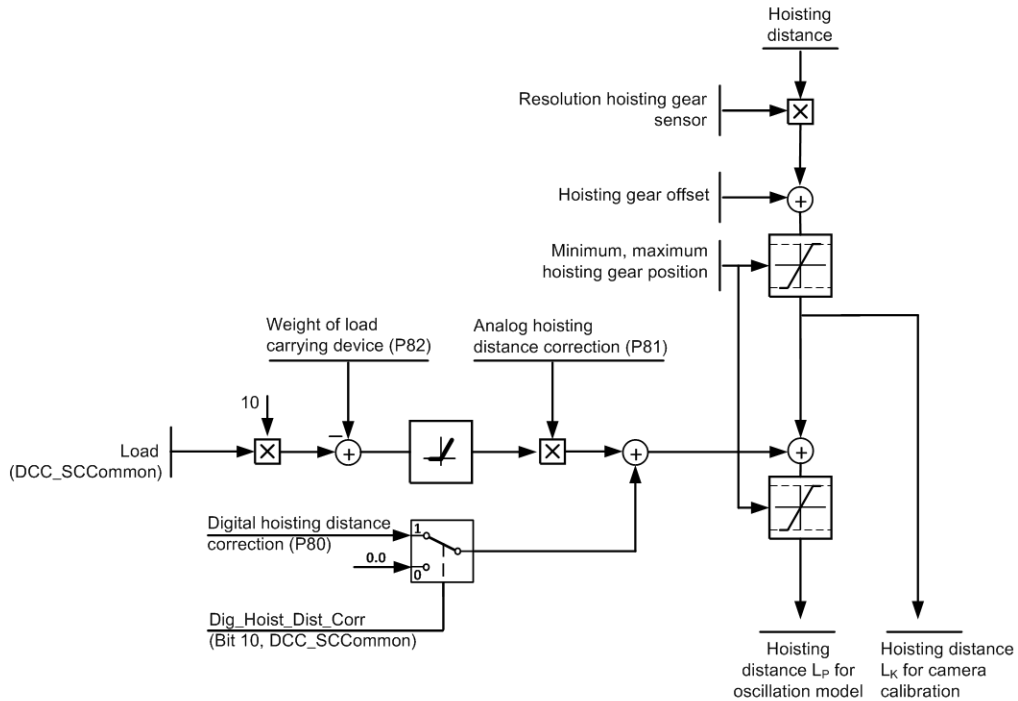 Hoisting
distance
Resolution hoisting gear
sensor
×
Hoisting gear offset
+
Minimum, maximum
hoisting gear position
Weight of load
carrying device (P82)
Analog hoisting
distance correction (P81)
10
–
Load
(DCC_SCCommon)
×
+
×
+
+
Digital hoisting distance
correction (P80)
1
0.0
0
Dig_Hoist_Dist_Corr
(Bit 10, DCC_SCCommon)
Hoisting
distance LP for
oscillation model
Hoisting distance
LK for camera
calibration